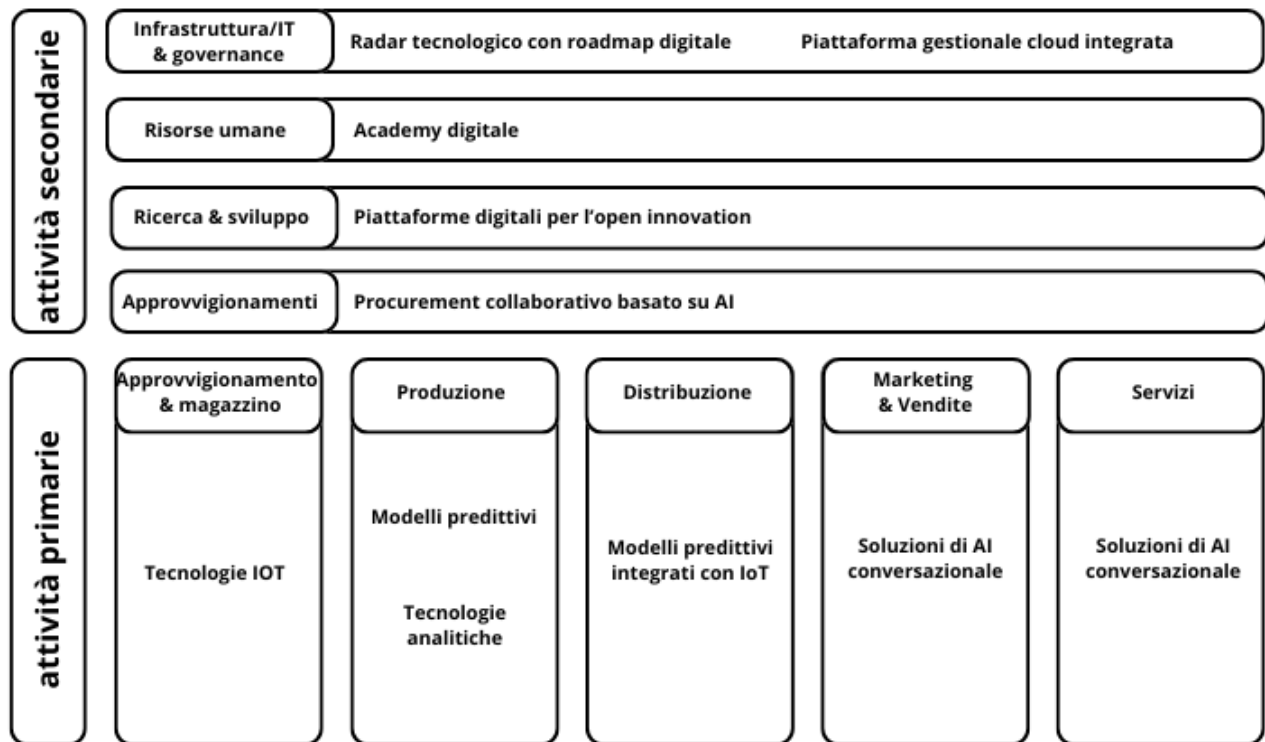 attività secondarie
Infrastruttura/IT
& governance
Radar tecnologico con roadmap digitale
Piattaforma gestionale cloud integrata
Risorse umane
Academy digitale
Ricerca & sviluppo
Piattaforme digitali per l’open innovation
Approvvigionamenti
Procurement collaborativo basato su AI
attività primarie
Approvvigionamento
& magazzino
Tecnologie IOT
Produzione
Modelli predittivi
Tecnologie
analitiche
Distribuzione
Modelli predittivi
integrati con IoT
Marketing
& Vendite
Soluzioni di AI
conversazionale
Servizi
Soluzioni di AI
conversazionale